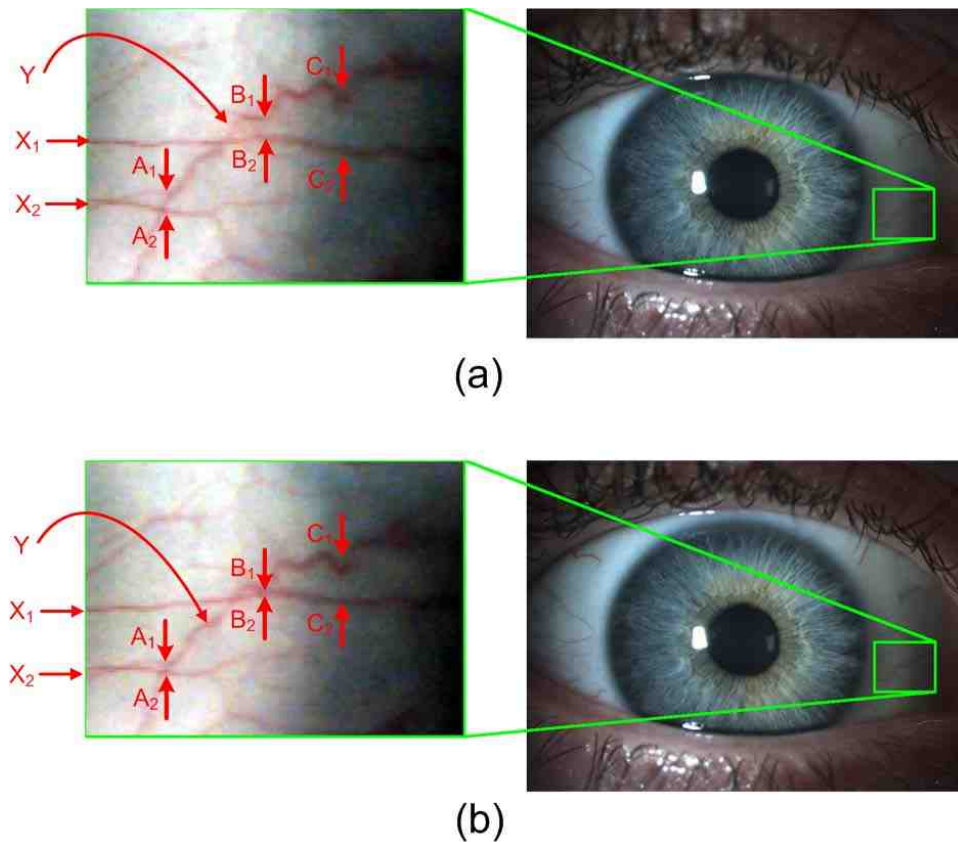 Y
X₁
X₂
A₁
A₂
B₁
B₂
C₁
C₂
(a)
Y
X₁
X₂
A₁
A₂
B₁
B₂
C₁
C₂
(b)